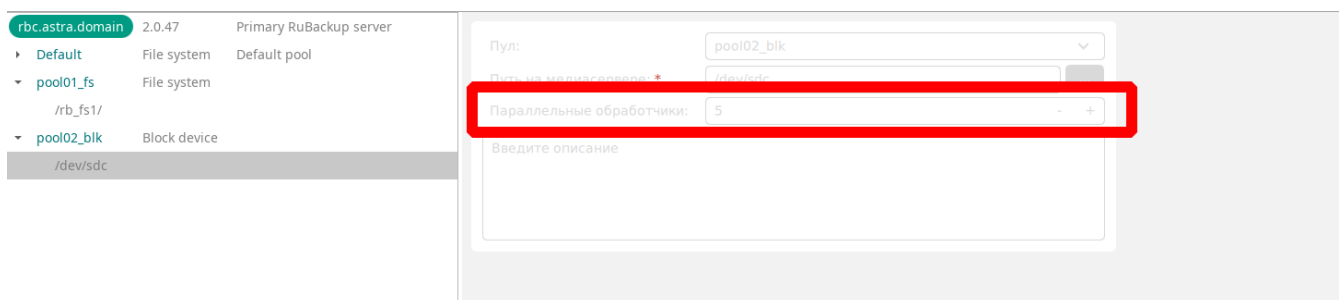 rbc.astra.domain 2.0.47 Primary RuBackup server
Default File system Default pool
pool01_fs File system
/rb_fs1/
pool02_blk Block device
/dev/sdc
Пул: pool02_blk
Путь на медиасервере: * /dev/sdc
Параллельные обработчики: 5 - +
Введите описание